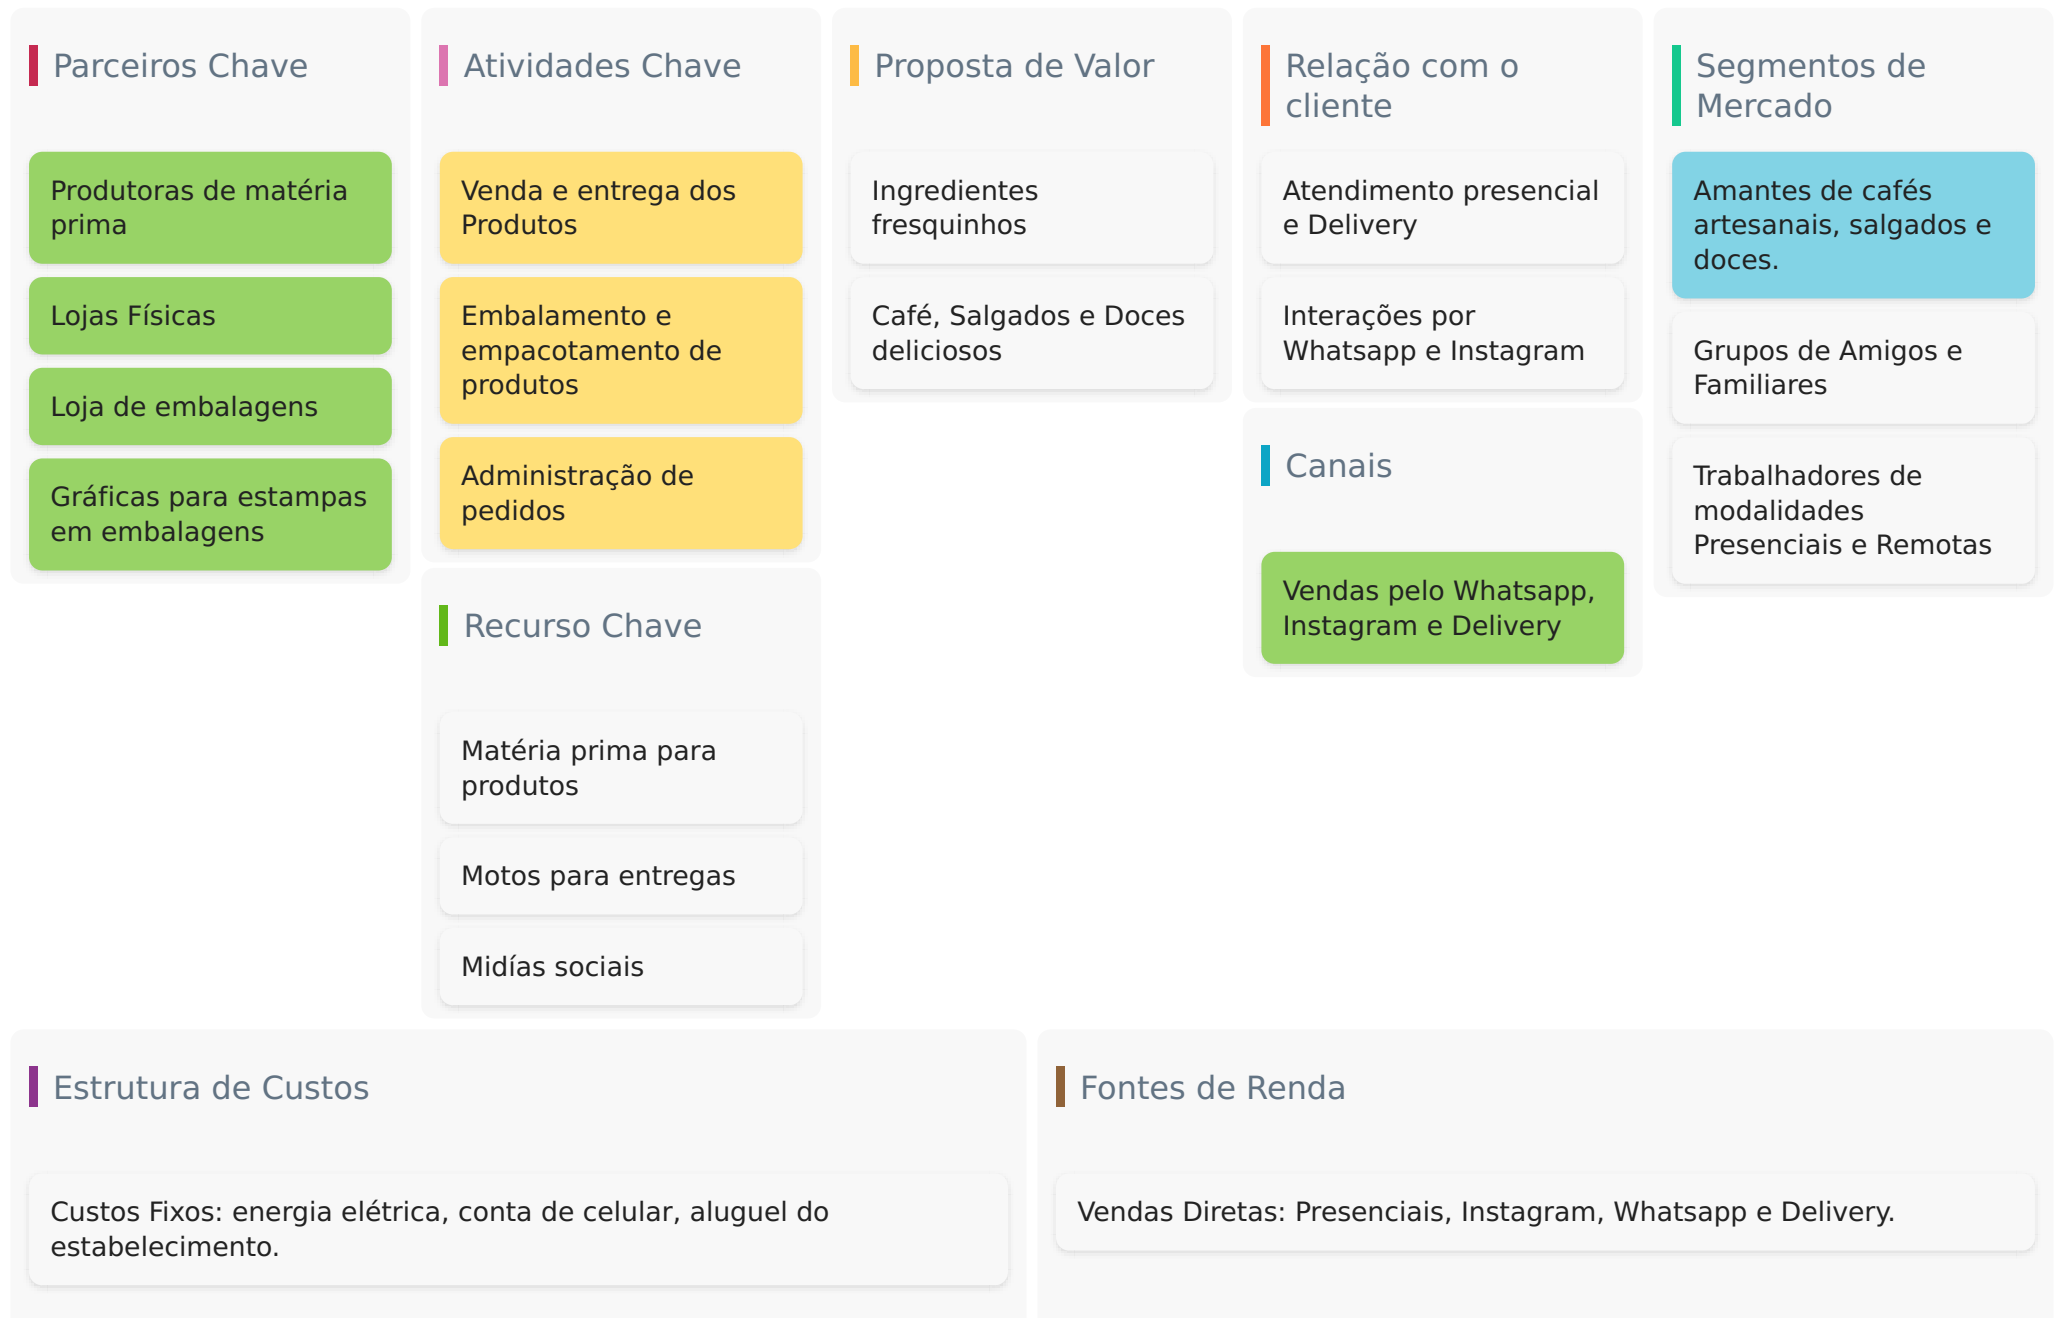 Parceiros Chave
Produtoras de matéria
prima
Lojas Físicas
Loja de embalagens
Gráficas para estampas
em embalagens
Atividades Chave
Venda e entrega dos
Produtos
Embalamento e
empacotamento de
produtos
Administração de
pedidos
Recurso Chave
Matéria prima para
produtos
Motos para entregas
Midías sociais
Proposta de Valor
Ingredientes
fresquinhos
Café, Salgados e Doces
deliciosos
Relação com o
cliente
Atendimento presencial
e Delivery
Interações por
Whatsapp e Instagram
Canais
Vendas pelo Whatsapp,
Instagram e Delivery
Segmentos de
Mercado
Amantes de cafés
artesanais, salgados e
doces.
Grupos de Amigos e
Familiares
Trabalhadores de
modalidades
Presenciais e Remotas
Estrutura de Custos
Custos Fixos: energia elétrica, conta de celular, aluguel do
estabelecimento.
Fontes de Renda
Vendas Diretas: Presenciais, Instagram, Whatsapp e Delivery.